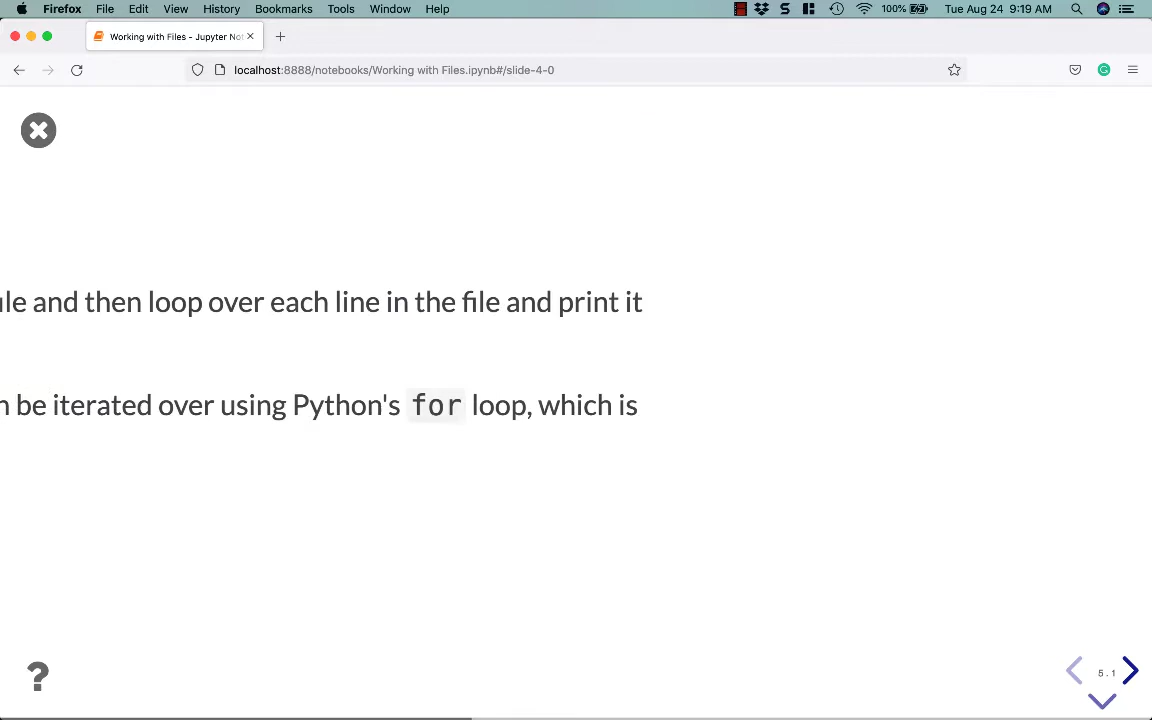 Firefox File Edit View History Bookmarks Tools Window Help 100% Tue Aug 24 9:19 AM
Working with Files - Jupyter Not
localhost:8888/notebooks/Working with Files.ipynb#/slide-4-0
and then loop over each line in the file and print it
be iterated over using Python's for loop, which is
?
5.1